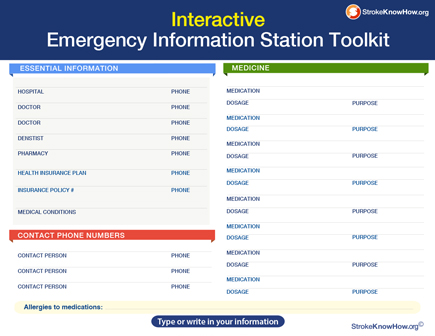 Interactive
StrokeKnowHow.org
Emergency Information Station Toolkit
ESSENTIAL INFORMATION
HOSPITAL PHONE
DOCTOR PHONE
DOCTOR PHONE
DENSTIST PHONE
PHARMACY PHONE
HEALTH INSURANCE PLAN PHONE
INSURANCE POLICY # PHONE
MEDICAL CONDITIONS
CONTACT PHONE NUMBERS
CONTACT PERSON PHONE
CONTACT PERSON PHONE
CONTACT PERSON PHONE
MEDICINE
MEDICATION
DOSAGE PURPOSE
MEDICATION
DOSAGE PURPOSE
MEDICATION
DOSAGE PURPOSE
MEDICATION
DOSAGE PURPOSE
MEDICATION
DOSAGE PURPOSE
MEDICATION
DOSAGE PURPOSE
MEDICATION
DOSAGE PURPOSE
MEDICATION
DOSAGE PURPOSE
Allergies to medications:
Type or write in your information
StrokeKnowHow.org©